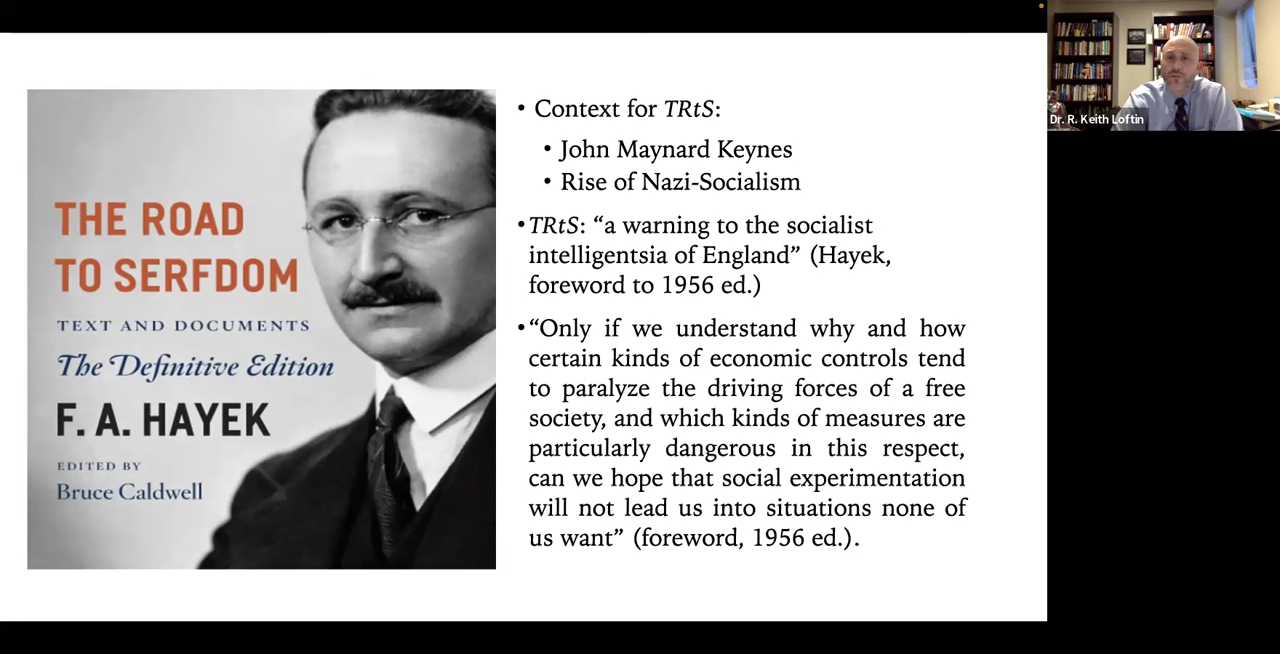 THE ROAD
TO SERFDOM
TEXT AND DOCUMENTS
The Definitive Edition
F. A. HAYEK
EDITED BY
Bruce Caldwell
• Context for TRtS:
• John Maynard Keynes
• Rise of Nazi-Socialism
•TRtS: “a warning to the socialist
intelligentsia of England” (Hayek,
foreword to 1956 ed.)
•“Only if we understand why and how
certain kinds of economic controls tend
to paralyze the driving forces of a free
society, and which kinds of measures are
particularly dangerous in this respect,
can we hope that social experimentation
will not lead us into situations none of
us want” (foreword, 1956 ed.).
Dr. R. Keith Loftin